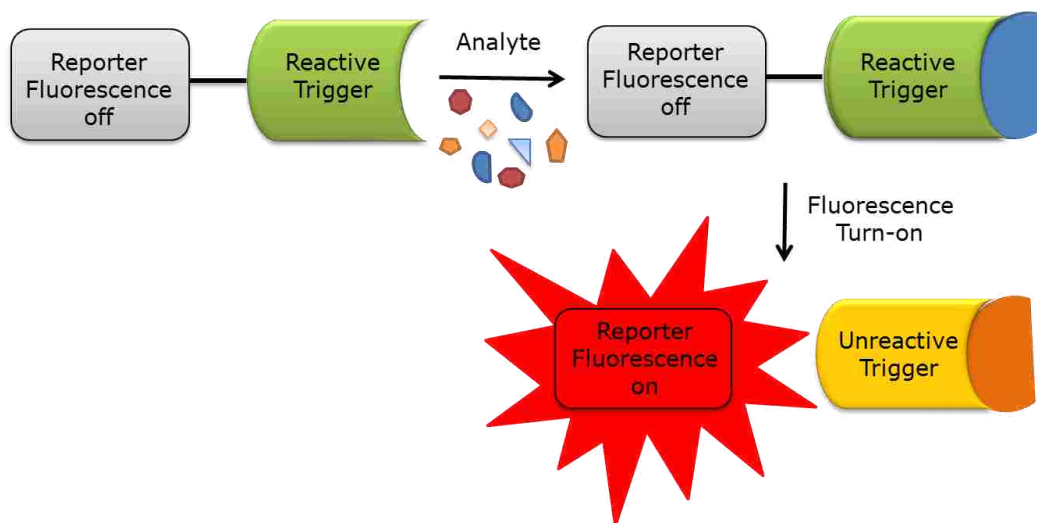 Reporter
Fluorescence
off
Reactive
Trigger
Analyte
Reporter
Fluorescence
off
Reactive
Trigger
Fluorescence
Turn-on
Reporter
Fluorescence
on
Unreactive
Trigger